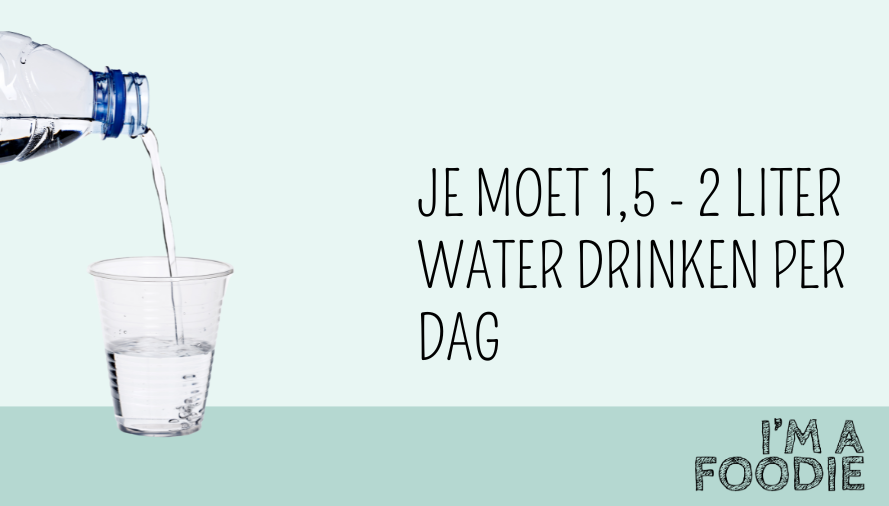 JE MOET 1,5 - 2 LITER
WATER DRINKEN PER
DAG
I'M A
FOODIE